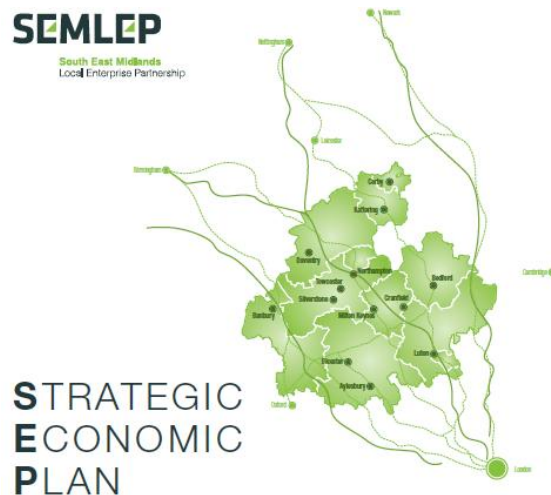 SEMLEP
South East Midlands
Local Enterprise Partnership
Newark
Nottingham
Leicester
Birmingham
Corby
Kettering
Daventry
Northampton
Bedford
Cambridge
Towcester
Silverstone
Cranfield
Banbury
Milton Keynes
Luton
Bicester
Aylesbury
Oxford
London
STRATEGIC
ECONOMIC
PLAN